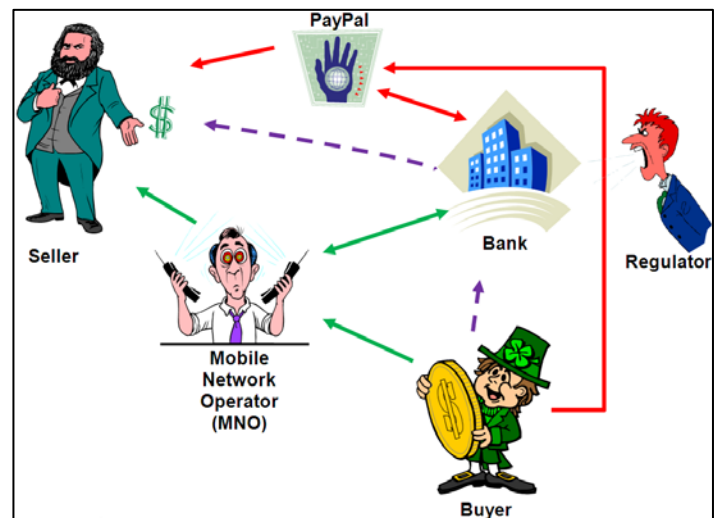 PayPal
$
Seller
Bank
Regulator
Mobile
Network
Operator
(MNO)
$
Buyer